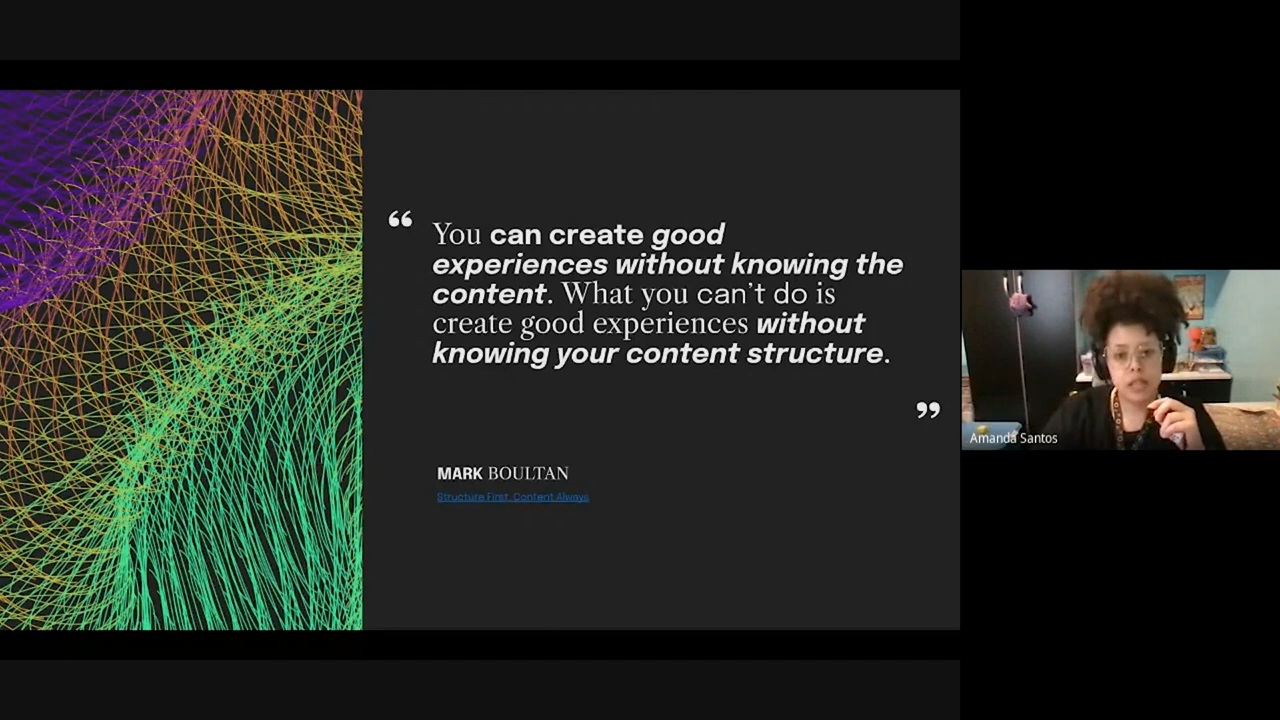 “ You can create good
experiences without knowing the
content. What you can’t do is
create good experiences without
knowing your content structure.
”
MARK BOULTAN
Structure First. Content Always
Amanda Santos